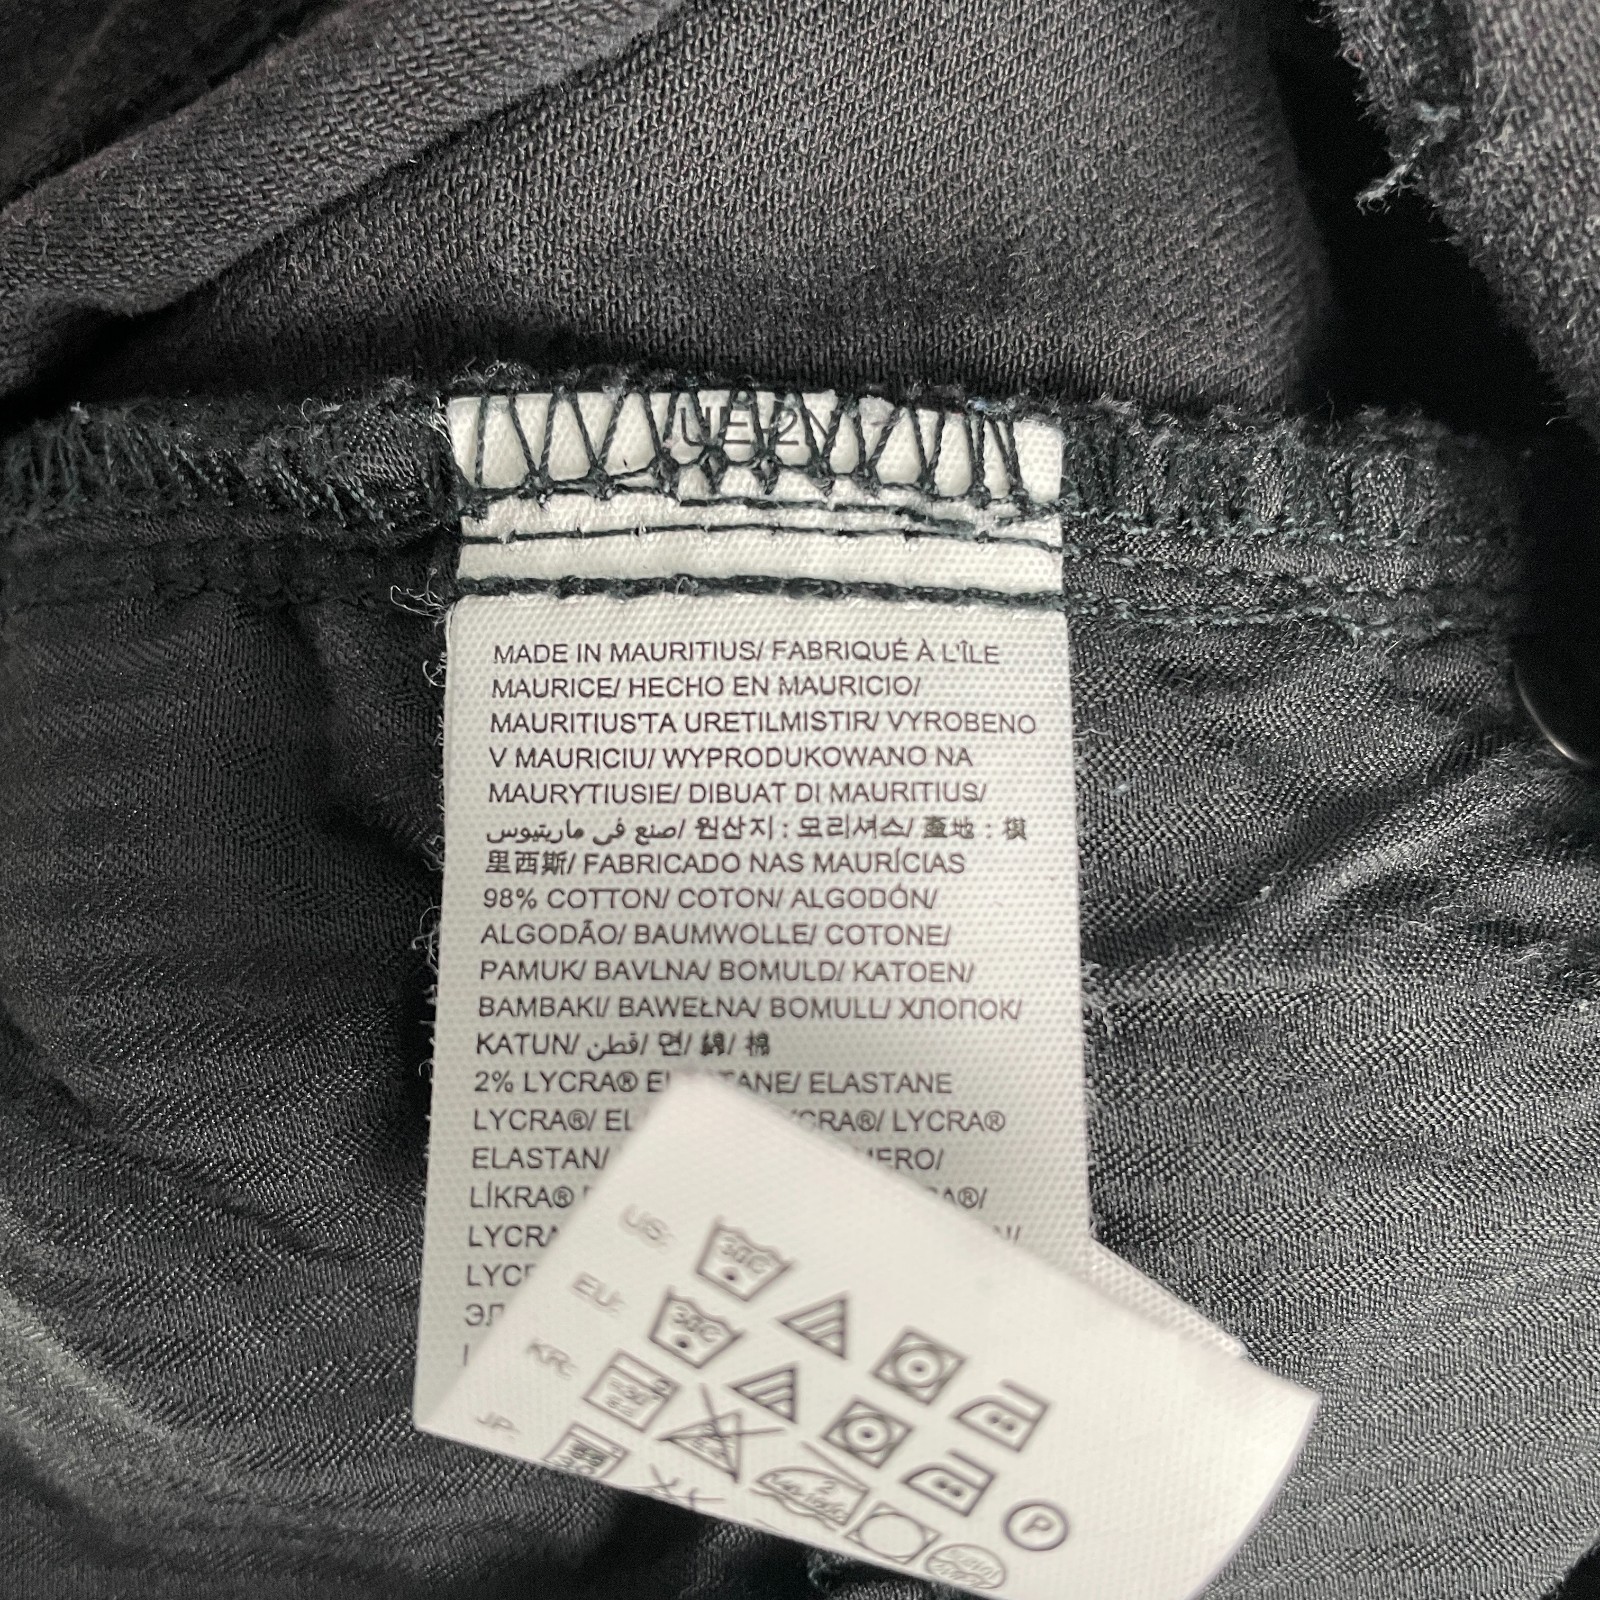 MADE IN MAURITIUS/ FABRIQUÉ À L'ÎLE
MAURICE/ HECHO EN MAURICIO/
MAURITIUS'TA URETILMISTIR/ VYROBENO
V MAURICIU/ WYPRODUKOWANO NA
MAURYTIUSIE/ DIBUAT DI MAURITIUS/
صنع في ماريتيوس/ 원산지 : 모리셔스/ 產地 : 模
里西斯/ FABRICADO NAS MAURÍCIAS
98% COTTON/ COTON/ ALGODÓN/
ALGODÃO/ BAUMWOLLE/ COTONE/
PAMUK/ BAVLNA/ BOMULD/ KATOEN/
BAMBAKI/ BAWEŁNA/ BOMULL/ ХЛОПОК/
KATUN/ قطن/ 면/ 綿/ 棉
2% LYCRA® ELASTANE/ ELASTANE
LYCRA®/ LYCRA®
ELASTAN/
LÍKRA®
US:
30C
EU:
30C
KR:
JP:
30
P